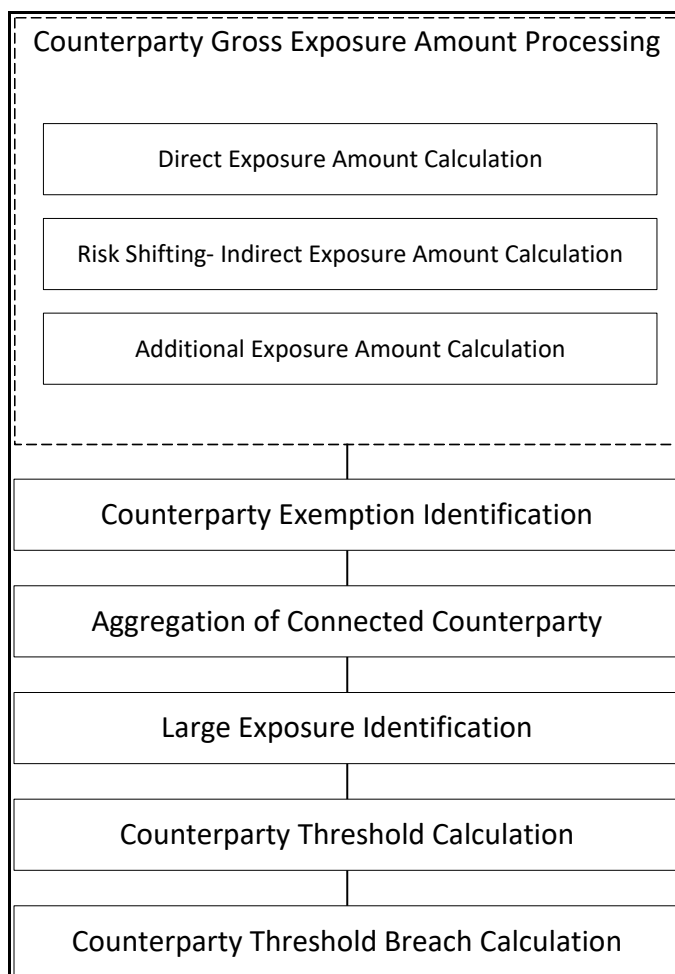 Counterparty Gross Exposure Amount Processing
Direct Exposure Amount Calculation
Risk Shifting- Indirect Exposure Amount Calculation
Additional Exposure Amount Calculation
Counterparty Exemption Identification
Aggregation of Connected Counterparty
Large Exposure Identification
Counterparty Threshold Calculation
Counterparty Threshold Breach Calculation